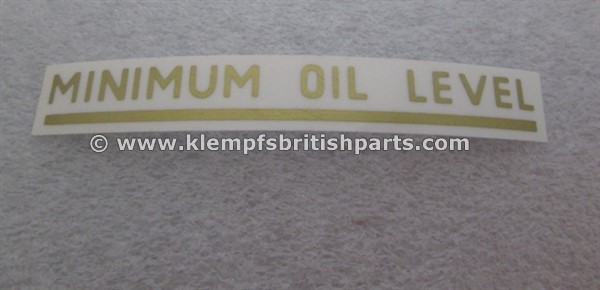 MINIMUM OIL LEVEL
© www.klempfsbritishparts.com